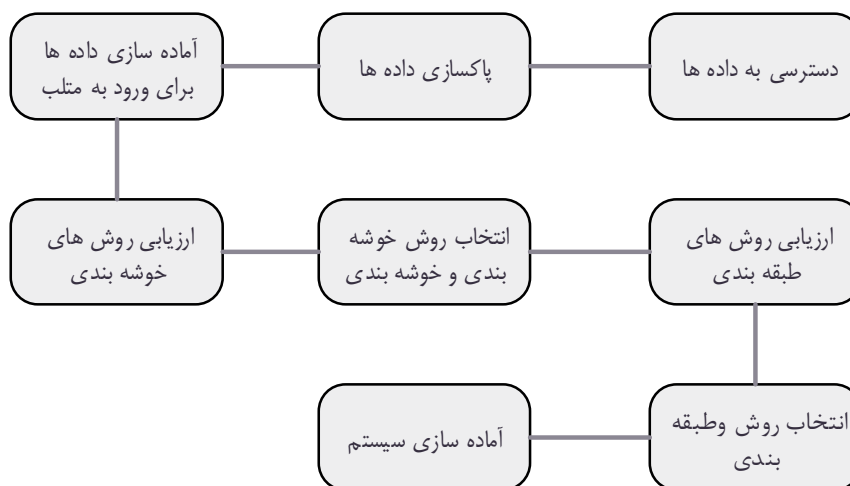 دسترسی به داده ها
پاکسازی داده ها
آماده سازی داده ها
برای ورود به متلب
ارزیابی روش های
خوشه بندی
انتخاب روش خوشه
بندی و خوشه بندی
ارزیابی روش های
طبقه بندی
انتخاب روش وطبقه
بندی
آماده سازی سیستم